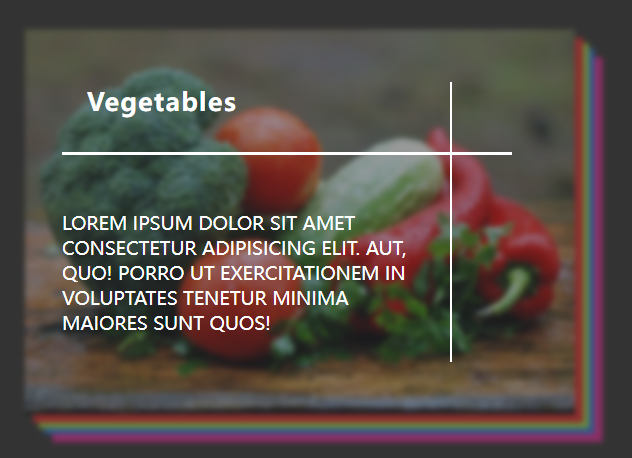 Vegetables
LOREM IPSUM DOLOR SIT AMET
CONSECTETUR ADIPISICING ELIT. AUT,
QUO! PORRO UT EXERCITATIONEM IN
VOLUPTATES TENETUR MINIMA
MAIORES SUNT QUOS!